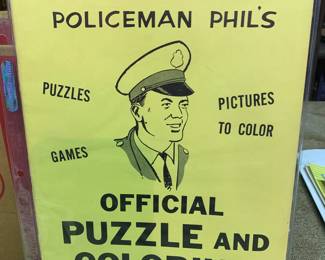 POLICEMAN PHIL'S
PUZZLES
PICTURES
TO COLOR
GAMES
OFFICIAL
PUZZLE AND